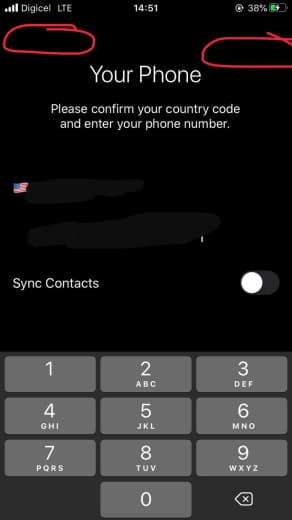 Digicel LTE 14:51 38%
Your Phone
Please confirm your country code
and enter your phone number.
Sync Contacts
1 2 3
ABC DEF
4 5 6
GHI JKL MNO
7 8 9
PQRS TUV WXYZ
0